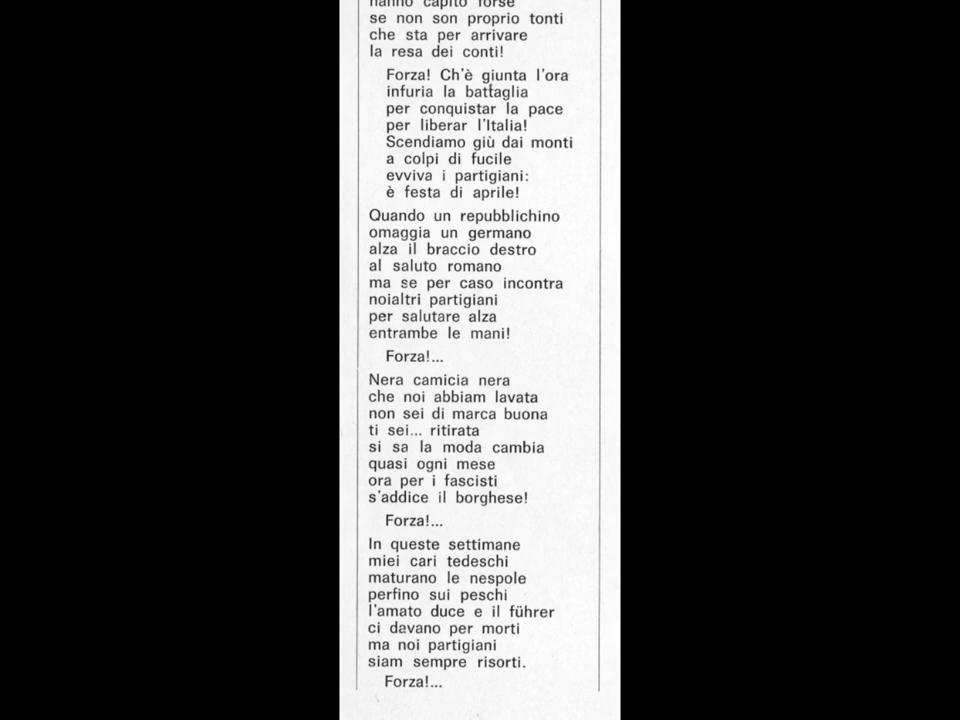 hanno capito forse
se non son proprio tonti
che sta per arrivare
la resa dei conti!
Forza! Ch'è giunta l'ora
infuria la battaglia
per conquistar la pace
per liberar l'Italia!
Scendiamo giù dai monti
a colpi di fucile
evviva i partigiani:
è festa di aprile!
Quando un repubblichino
omaggia un germano
alza il braccio destro
al saluto romano
ma se per caso incontra
noialtri partigiani
per salutare alza
entrambe le mani!
Forza!...
Nera camicia nera
che noi abbiam lavata
non sei di marca buona
ti sei... ritirata
si sa la moda cambia
quasi ogni mese
ora per i fascisti
s'addice il borghese!
Forza!...
In queste settimane
miei cari tedeschi
maturano le nespole
perfino sui peschi
l'amato duce e il führer
ci davano per morti
ma noi partigiani
siam sempre risorti.
Forza!...